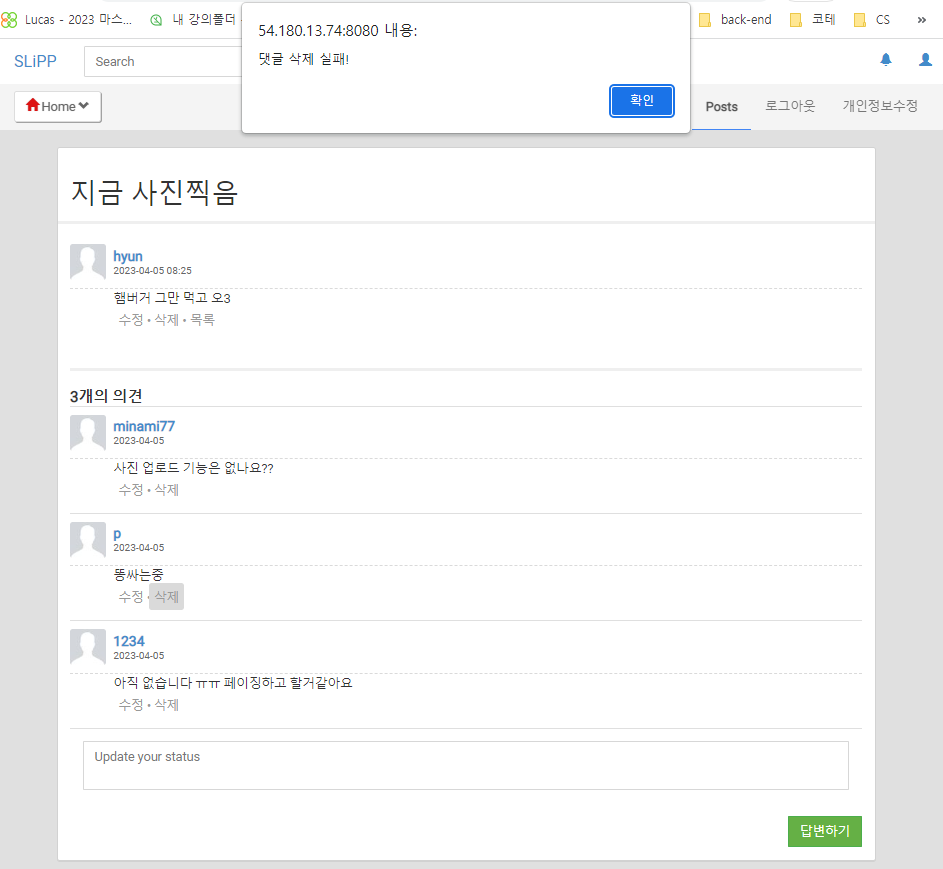 Lucas - 2023 마스...
내 강의폴더
back-end
코테
CS
»
54.180.13.74:8080 내용:
댓글 삭제 실패!
확인
SLiPP
Search
Home
Posts
로그아웃
개인정보수정
지금 사진찍음
hyun
2023-04-05 08:25
햄버거 그만 먹고 오3
수정 • 삭제 • 목록
3개의 의견
minami77
2023-04-05
사진 업로드 기능은 없나요??
수정 • 삭제
p
2023-04-05
똥싸는중
수정 • 삭제
1234
2023-04-05
아직 없습니다 ㅠㅠ 페이징하고 할거같아요
수정 • 삭제
Update your status
답변하기